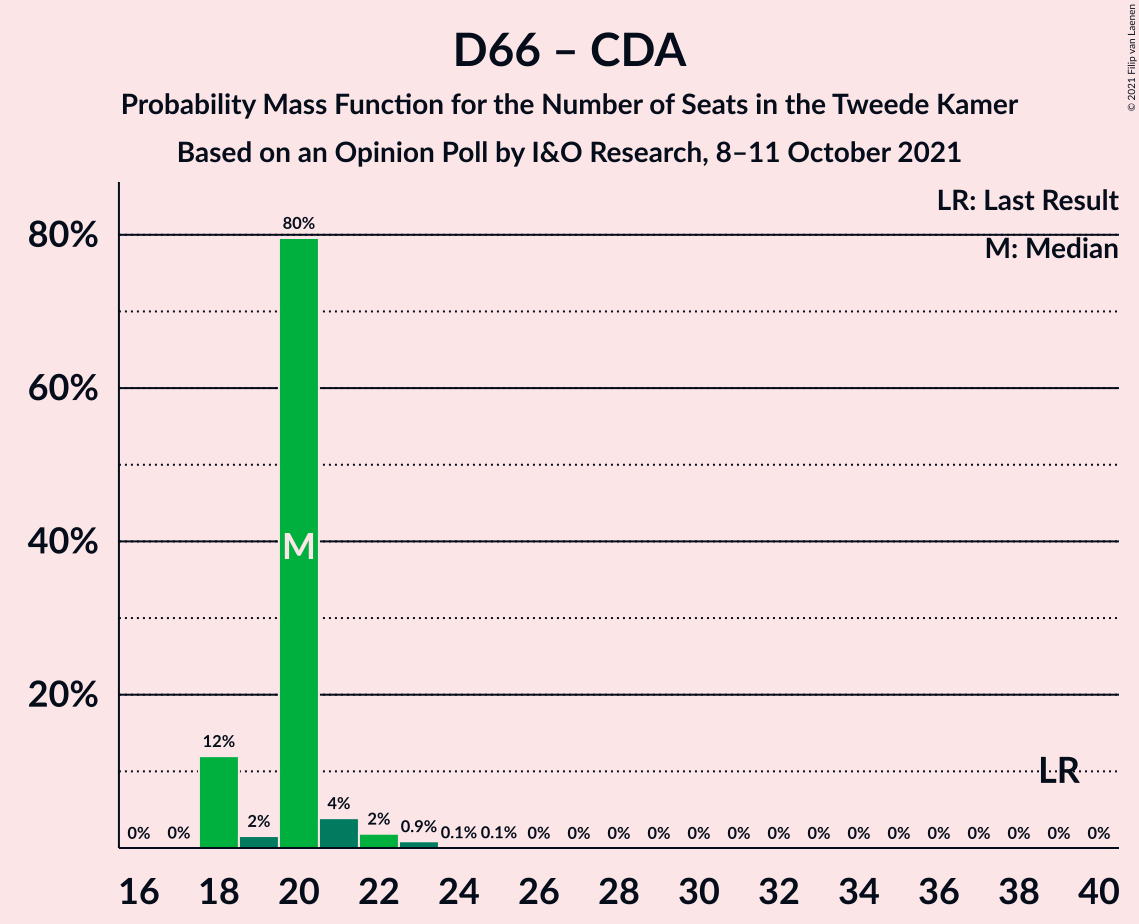 D66 – CDA
Probability Mass Function for the Number of Seats in the Tweede Kamer
Based on an Opinion Poll by I&O Research, 8–11 October 2021
© 2021 Filip van Laenen
LR: Last Result
M: Median
80%
60%
40%
20%
0% 0% 12% 2% 80% 4% 2% 0.9% 0.1% 0.1% 0% 0% 0% 0% 0% 0% 0% 0% 0% 0% 0% 0% 0% 0% 0%
M
LR
16 18 20 22 24 26 28 30 32 34 36 38 40